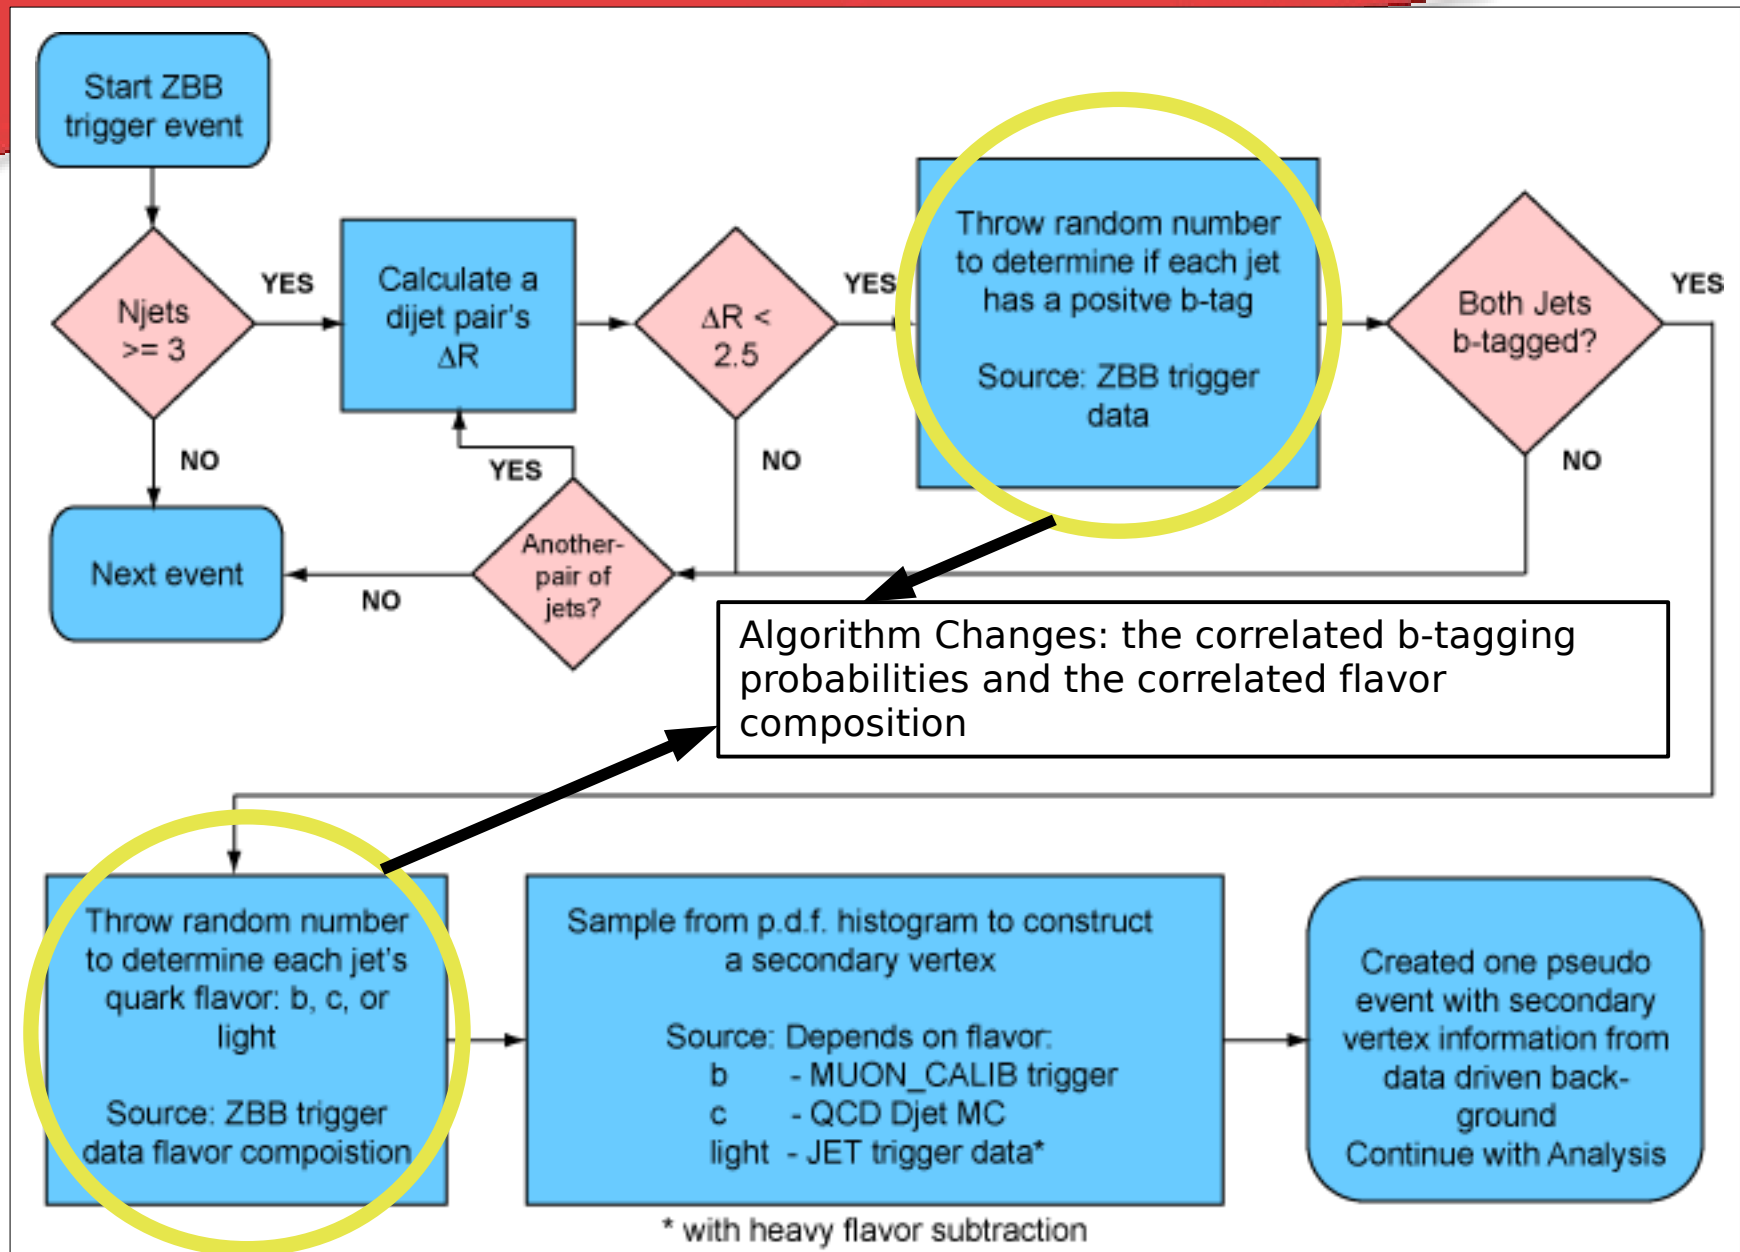 Start ZBB
trigger event
Njets
>= 3
YES
NO
Next event
Calculate a
dijet pair's
ΔR
ΔR <
2.5
YES
NO
Another-
pair of
jets?
YES
NO
Throw random number
to determine if each jet
has a positve b-tag
Source: ZBB trigger
data
Both Jets
b-tagged?
YES
NO
Algorithm Changes: the correlated b-tagging
probabilities and the correlated flavor
composition
Throw random number
to determine each jet's
quark flavor: b, c, or
light
Source: ZBB trigger
data flavor compoistion
Sample from p.d.f. histogram to construct
a secondary vertex
Source: Depends on flavor:
b - MUON_CALIB trigger
c - QCD Djet MC
light - JET trigger data*
* with heavy flavor subtraction
Created one pseudo
event with secondary
vertex information from
data driven back-
ground
Continue with Analysis